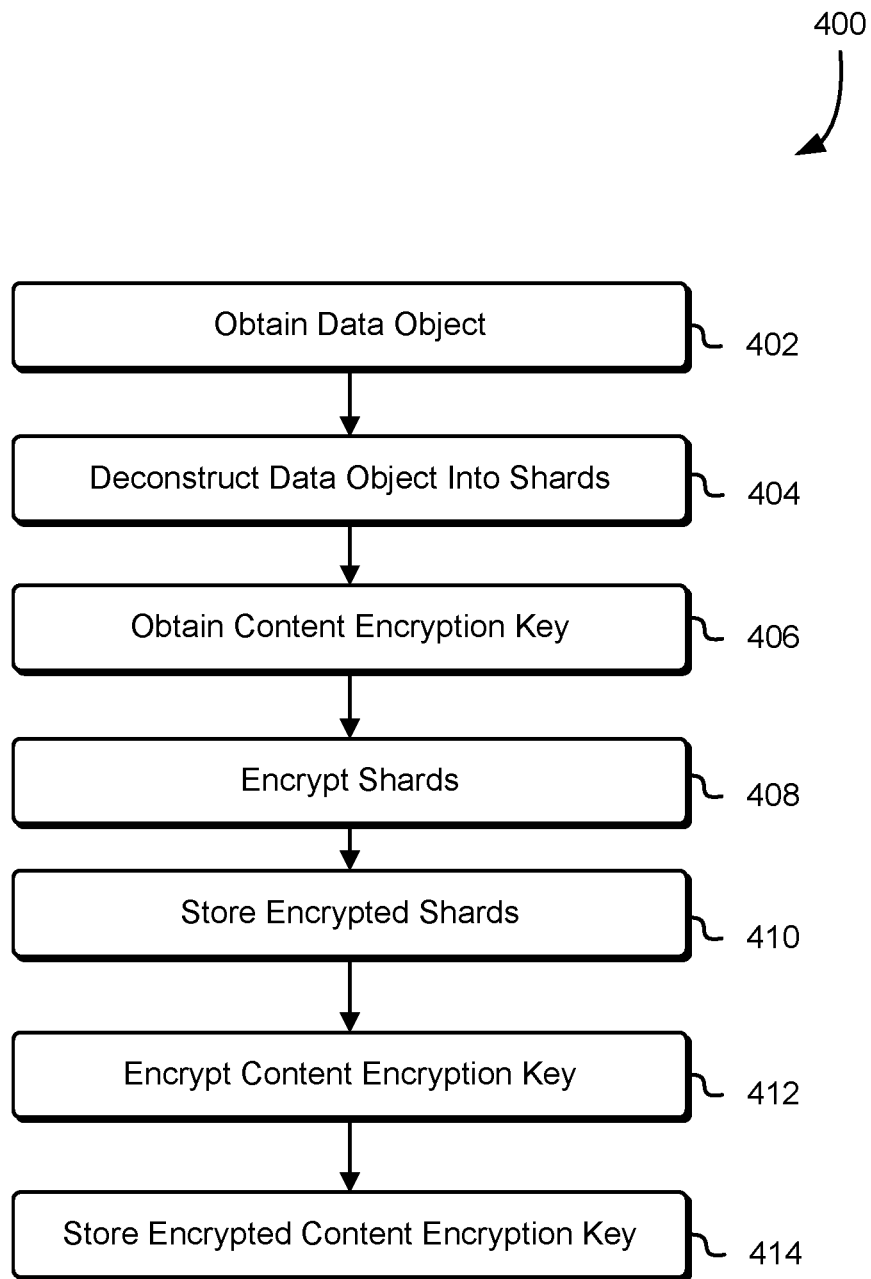 400
Obtain Data Object
402
Deconstruct Data Object Into Shards
404
Obtain Content Encryption Key
406
Encrypt Shards
408
Store Encrypted Shards
410
Encrypt Content Encryption Key
412
Store Encrypted Content Encryption Key
414